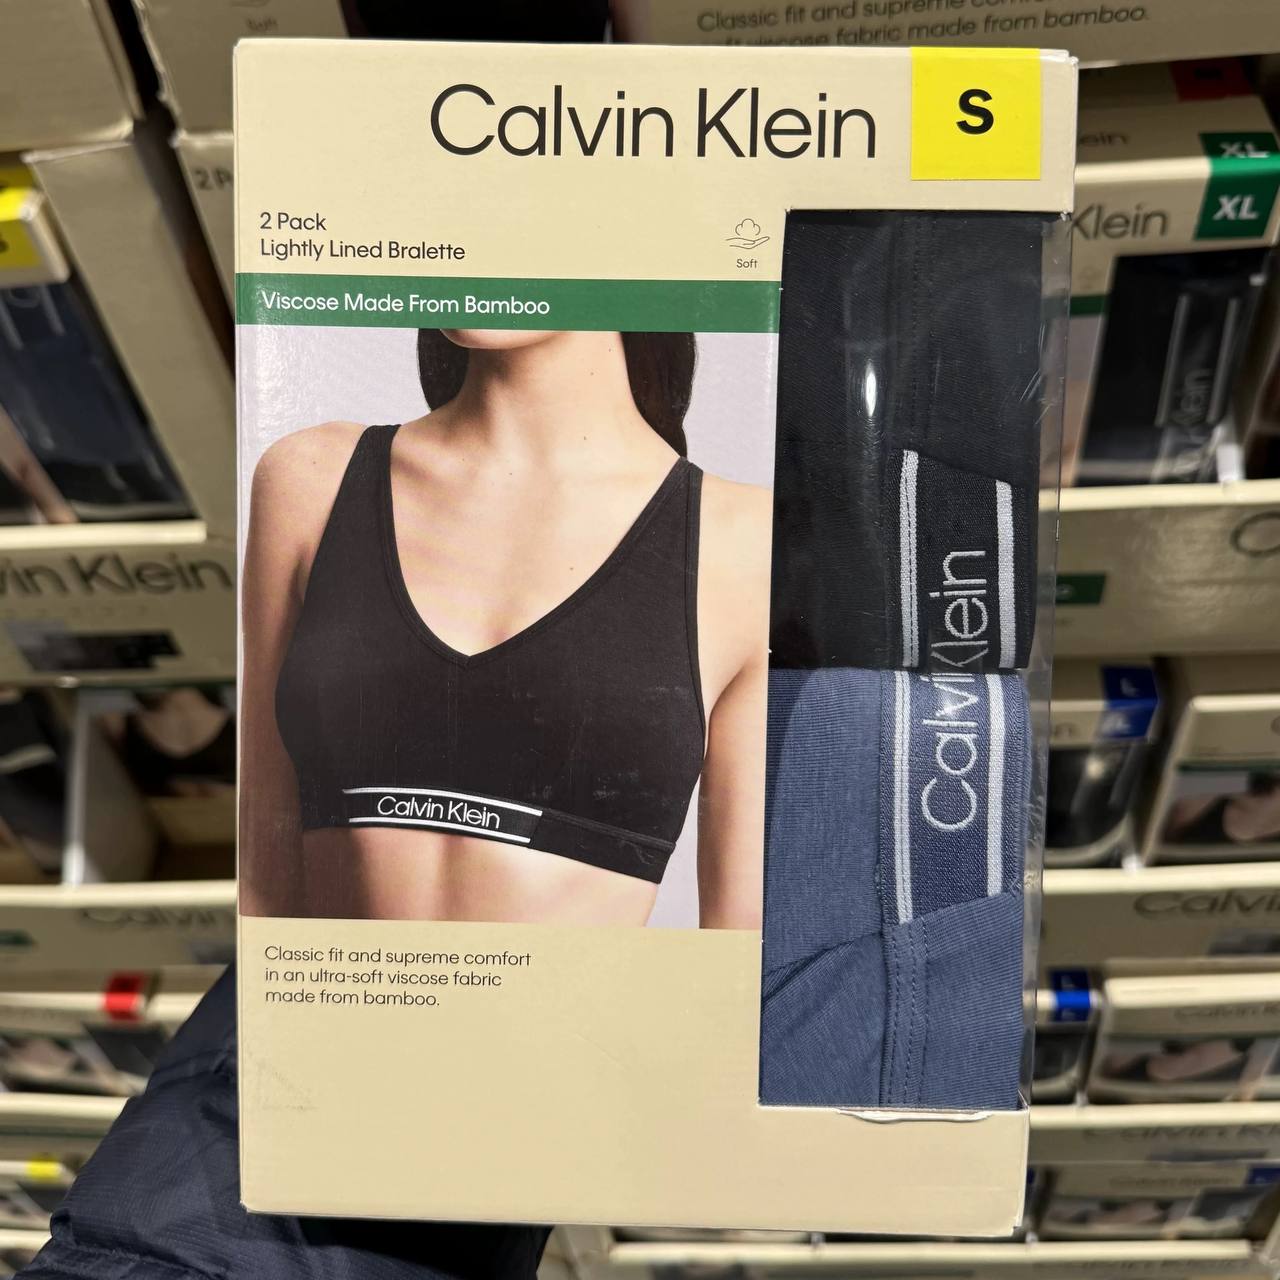 Classic fit and supreme
fabric made from bamboo.
Soft
Calvin Klein
S
2 Pack
Lightly Lined Bralette
Soft
Viscose Made From Bamboo
Calvin Klein
Calvin Klein
Calvin
Classic fit and supreme comfort
in an ultra-soft viscose fabric
made from bamboo.
XL
XL
Klein
Klein
L